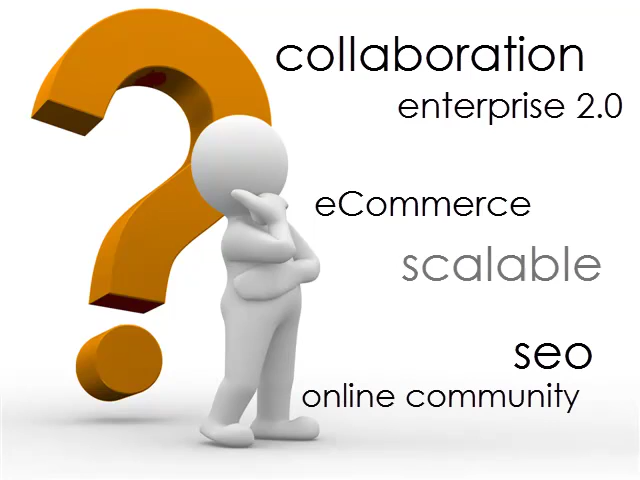 collaboration
enterprise 2.0
eCommerce
scalable
seo
online community